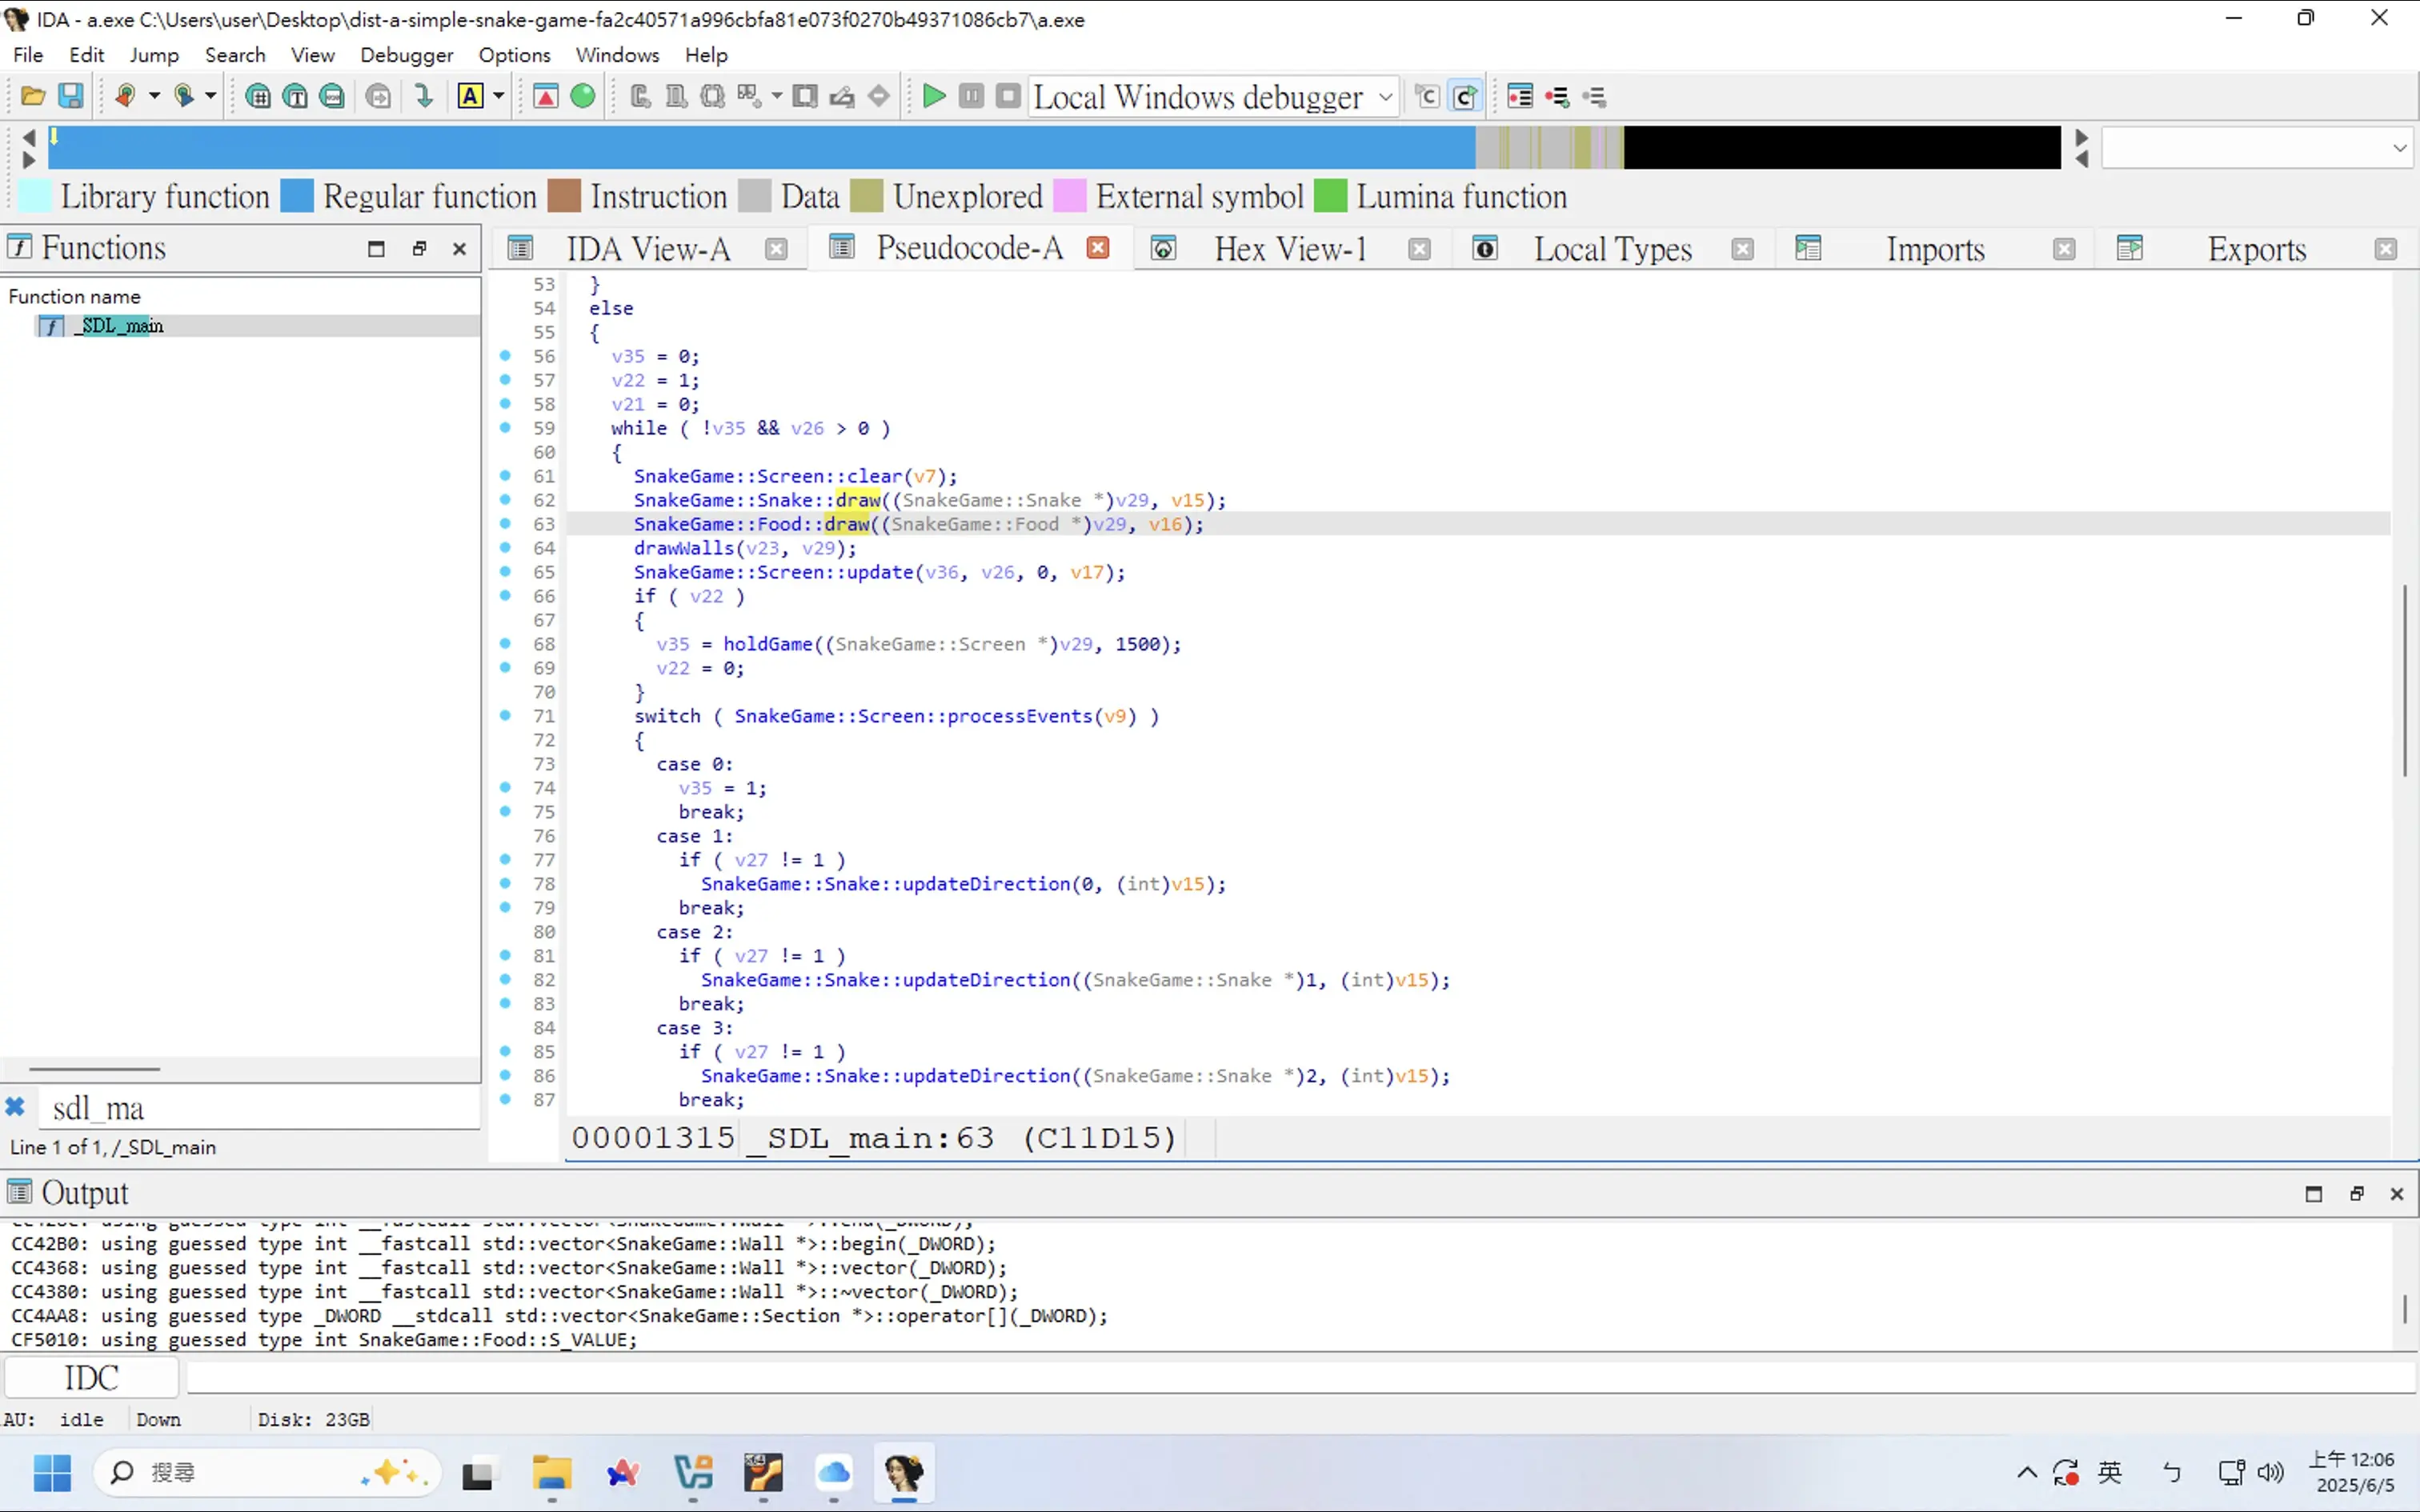 IDA - a.exe C:\Users\user\Desktop\dist-a-simple-snake-game-fa2c40571a996cbfa81e073f0270b49371086cb7\a.exe
File Edit Jump Search View Debugger Options Windows Help
Local Windows debugger
Library function Regular function Instruction Data Unexplored External symbol Lumina function
Functions
IDA View-A Pseudocode-A Hex View-1 Local Types Imports Exports
Function name
_SDL_main
53 }
54 else
55 {
56 v35 = 0;
57 v22 = 1;
58 v21 = 0;
59 while ( !v35 && v26 > 0 )
60 {
61 SnakeGame::Screen::clear(v7);
62 SnakeGame::Snake::draw((SnakeGame::Snake *)v29, v15);
63 SnakeGame::Food::draw((SnakeGame::Food *)v29, v16);
64 drawWalls(v23, v29);
65 SnakeGame::Screen::update(v36, v26, 0, v17);
66 if ( v22 )
67 {
68 v35 = holdGame((SnakeGame::Screen *)v29, 1500);
69 v22 = 0;
70 }
71 switch ( SnakeGame::Screen::processEvents(v9) )
72 {
73 case 0:
74 v35 = 1;
75 break;
76 case 1:
77 if ( v27 != 1 )
78 SnakeGame::Snake::updateDirection(0, (int)v15);
79 break;
80 case 2:
81 if ( v27 != 1 )
82 SnakeGame::Snake::updateDirection((SnakeGame::Snake *)1, (int)v15);
83 break;
84 case 3:
85 if ( v27 != 1 )
86 SnakeGame::Snake::updateDirection((SnakeGame::Snake *)2, (int)v15);
87 break;
sdl_ma
Line 1 of 1, /_SDL_main
00001315 _SDL_main:63 (C11D15)
Output
CC42B0: using guessed type int __fastcall std::vector<SnakeGame::Wall *>::begin(_DWORD);
CC4368: using guessed type int __fastcall std::vector<SnakeGame::Wall *>::vector(_DWORD);
CC4380: using guessed type int __fastcall std::vector<SnakeGame::Wall *>::~vector(_DWORD);
CC4AA8: using guessed type _DWORD __stdcall std::vector<SnakeGame::Section *>::operator[](_DWORD);
CF5010: using guessed type int SnakeGame::Food::S_VALUE;
IDC
AU: idle Down Disk: 23GB
搜尋
英 ㄅ
上午 12:06
2025/6/5